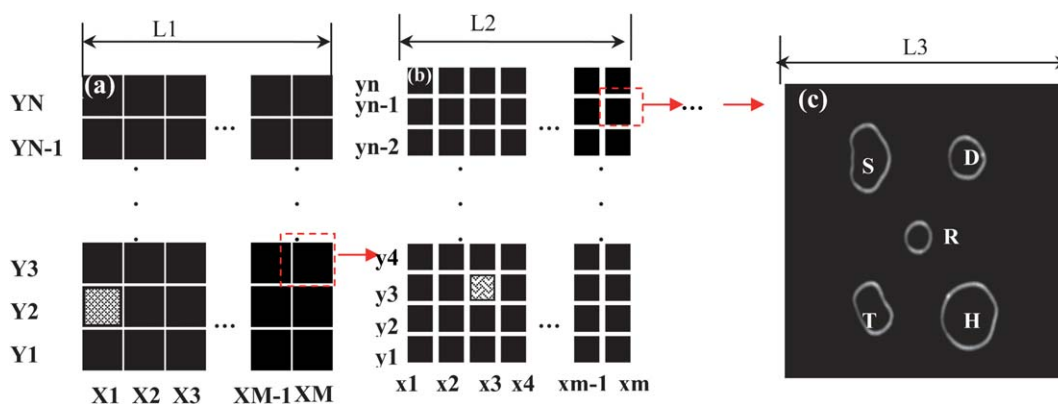 L1
(a)
YN
YN-1
...
Y3
Y2
Y1
...
X1 X2 X3 XM-1 XM
L2
(b)
yn
yn-1
yn-2
...
y4
y3
y2
y1
...
x1 x2 x3 x4 xm-1 xm
...
L3
(c)
S
D
R
T
H